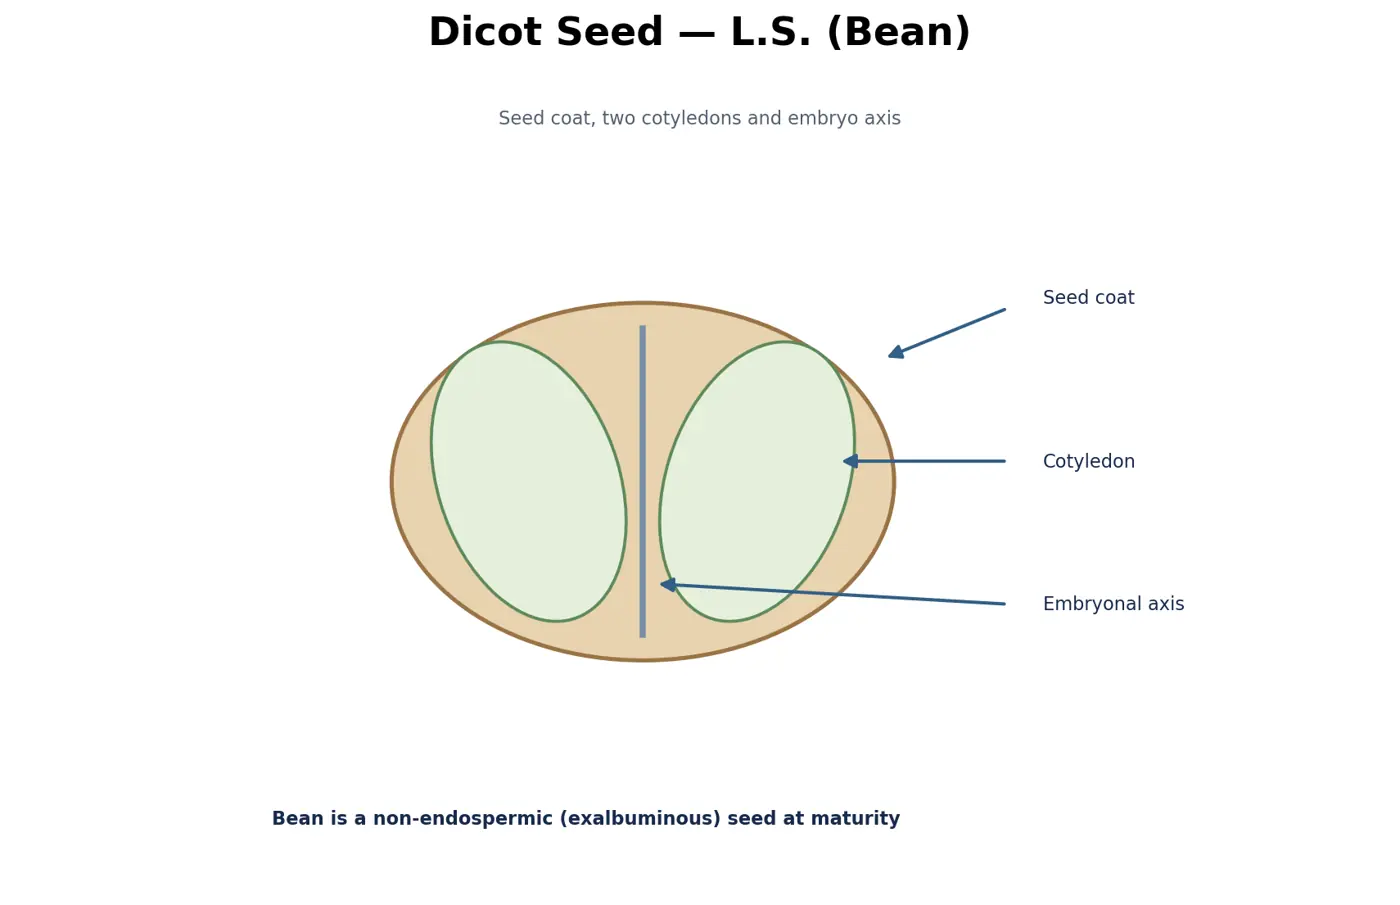 Dicot Seed — L.S. (Bean)
Seed coat, two cotyledons and embryo axis
Seed coat
Cotyledon
Embryonal axis
Bean is a non-endospermic (exalbuminous) seed at maturity